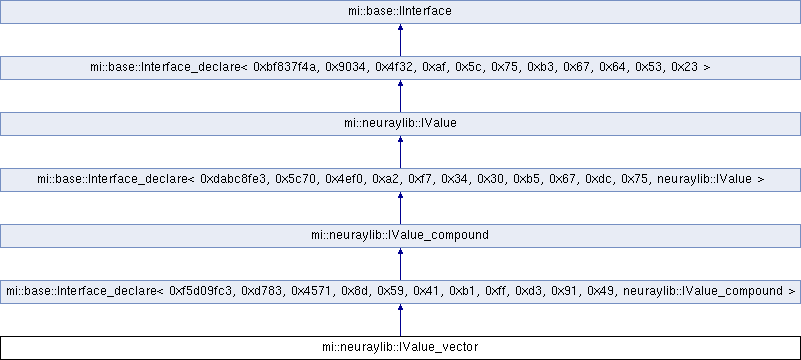 mi::base::IInterface
mi::base::Interface_declare< 0xbf837f4a, 0x9034, 0x4f32, 0xaf, 0x5c, 0x75, 0xb3, 0x67, 0x64, 0x53, 0x23 >
mi::neuraylib::IValue
mi::base::Interface_declare< 0xdabc8fe3, 0x5c70, 0x4ef0, 0xa2, 0xf7, 0x34, 0x30, 0xb5, 0x67, 0xdc, 0x75, neuraylib::IValue >
mi::neuraylib::IValue_compound
mi::base::Interface_declare< 0xf5d09fc3, 0xd783, 0x4571, 0x8d, 0x59, 0x41, 0xb1, 0xff, 0xd3, 0x91, 0x49, neuraylib::IValue_compound >
mi::neuraylib::IValue_vector